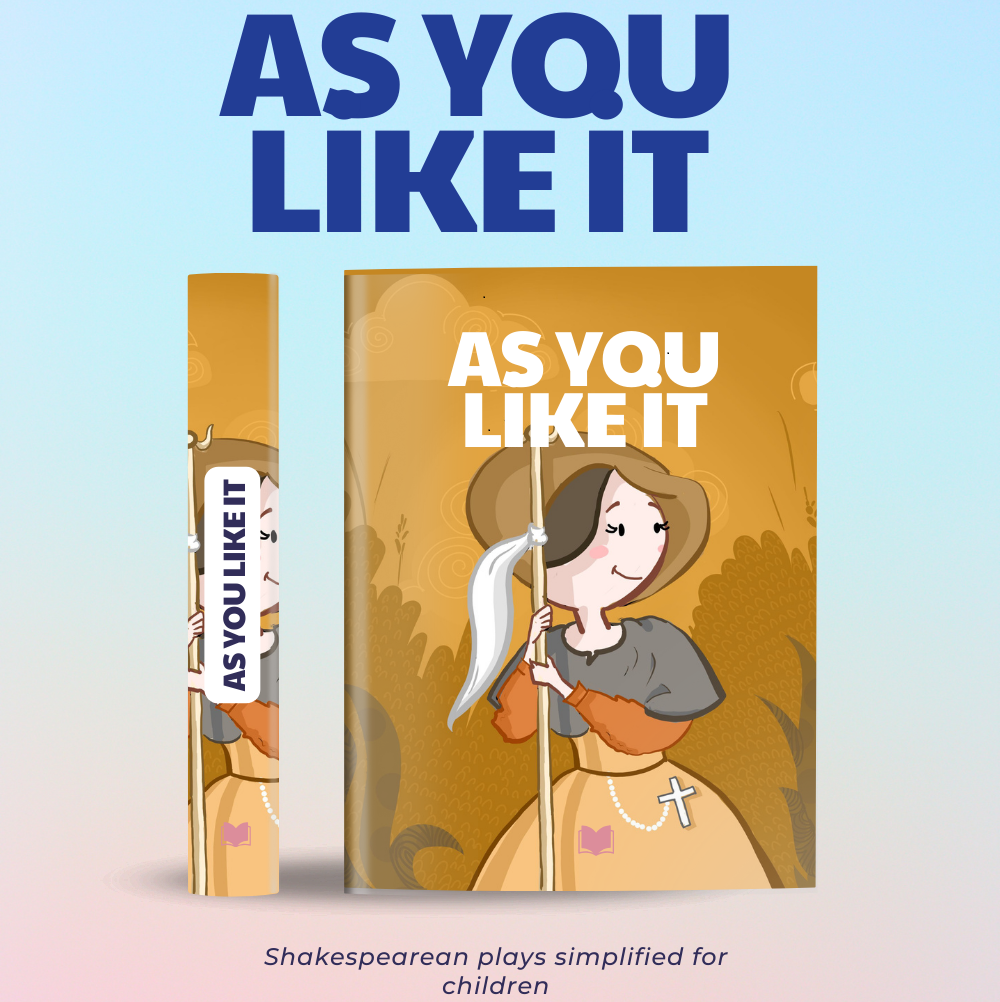 AS YOU
LIKE IT
AS YOU LIKE IT
AS YOU
LIKE IT
Shakespearean plays simplified for
children